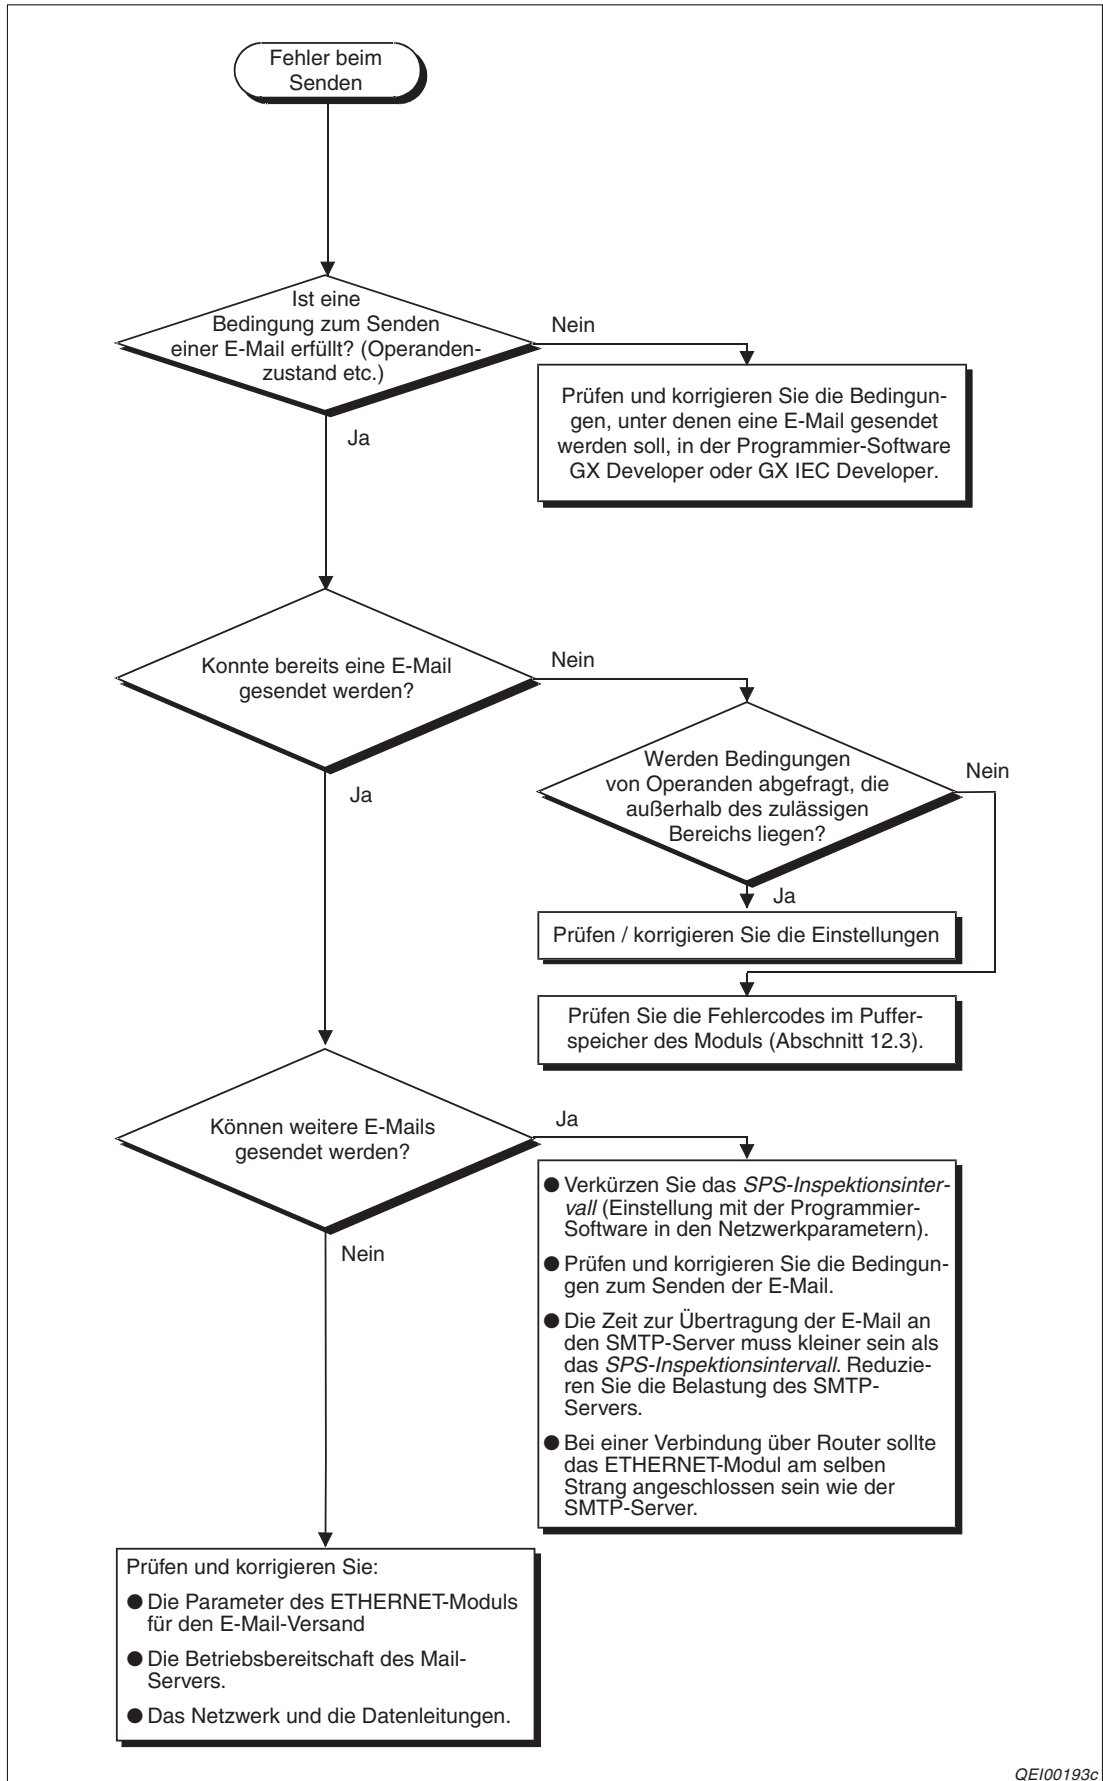 Fehler beim
Senden
Ist eine
Bedingung zum Senden
einer E-Mail erfüllt? (Operanden-
zustand etc.)
Nein
Prüfen und korrigieren Sie die Bedingun-
gen, unter denen eine E-Mail gesendet
werden soll, in der Programmier-Software
GX Developer oder GX IEC Developer.
Ja
Konnte bereits eine E-Mail
gesendet werden?
Nein
Werden Bedingungen
von Operanden abgefragt, die
außerhalb des zulässigen
Bereichs liegen?
Nein
Ja
Ja
Prüfen / korrigieren Sie die Einstellungen
Prüfen Sie die Fehlercodes im Puffer-
speicher des Moduls (Abschnitt 12.3).
Können weitere E-Mails
gesendet werden?
Ja
● Verkürzen Sie das SPS-Inspektionsinter-
vall (Einstellung mit der Programmier-
Software in den Netzwerkparametern).
● Prüfen und korrigieren Sie die Bedingun-
gen zum Senden der E-Mail.
● Die Zeit zur Übertragung der E-Mail an
den SMTP-Server muss kleiner sein als
das SPS-Inspektionsintervall. Reduzie-
ren Sie die Belastung des SMTP-
Servers.
● Bei einer Verbindung über Router sollte
das ETHERNET-Modul am selben
Strang angeschlossen sein wie der
SMTP-Server.
Nein
Prüfen und korrigieren Sie:
● Die Parameter des ETHERNET-Moduls
für den E-Mail-Versand
● Die Betriebsbereitschaft des Mail-
Servers.
● Das Netzwerk und die Datenleitungen.
QEI00193c